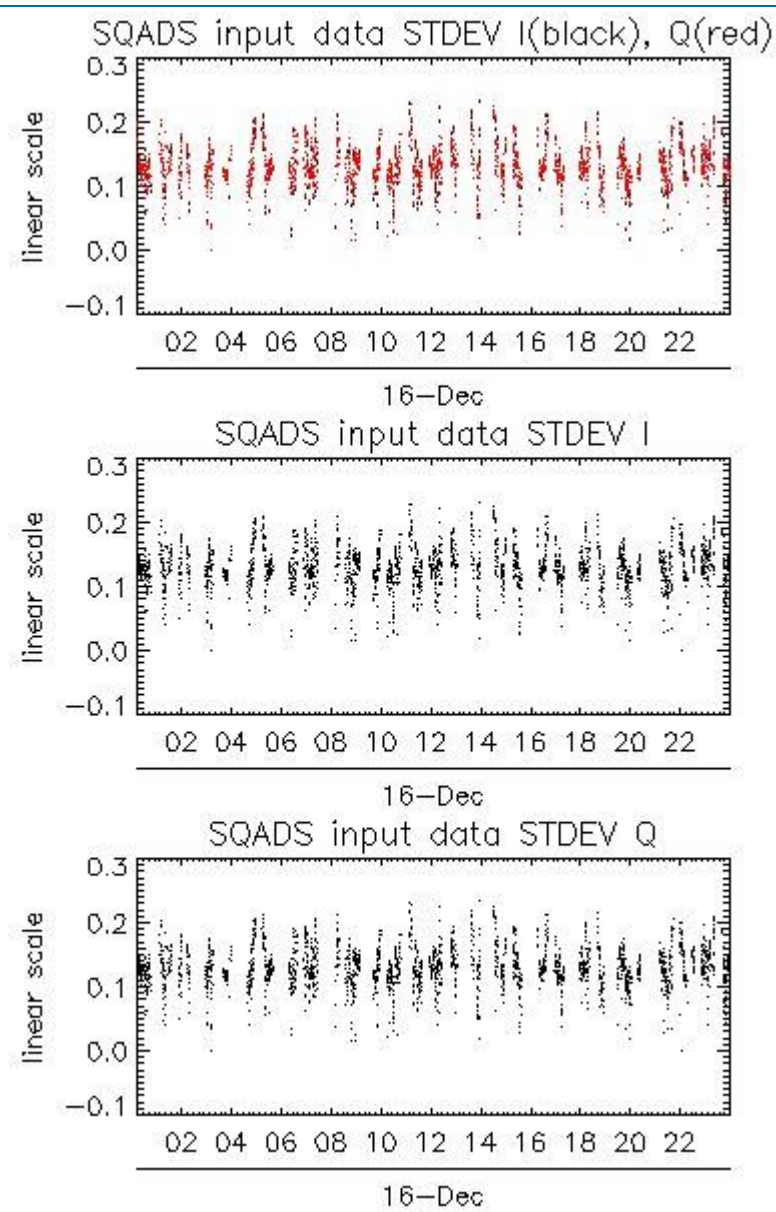 SQADS input data STDEV I(black), Q(red)
0.3
0.2
0.1
0.0
−0.1
linear scale
02 04 06 08 10 12 14 16 18 20 22
16−Dec
SQADS input data STDEV I
0.3
0.2
0.1
0.0
−0.1
linear scale
02 04 06 08 10 12 14 16 18 20 22
16−Dec
SQADS input data STDEV Q
0.3
0.2
0.1
0.0
−0.1
linear scale
02 04 06 08 10 12 14 16 18 20 22
16−Dec